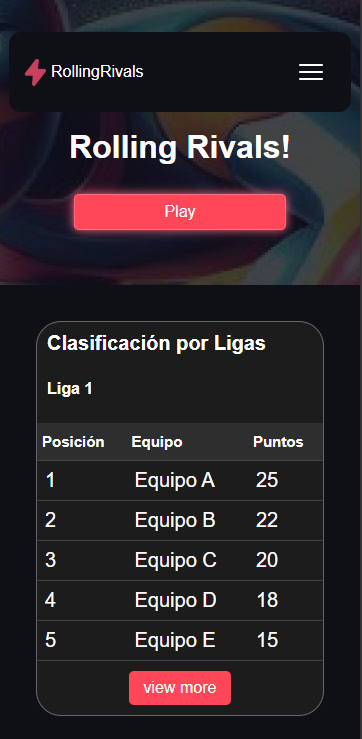 RollingRivals
Rolling Rivals!
Play
Clasificación por Ligas
Liga 1
Posición Equipo Puntos
1 Equipo A 25
2 Equipo B 22
3 Equipo C 20
4 Equipo D 18
5 Equipo E 15
view more